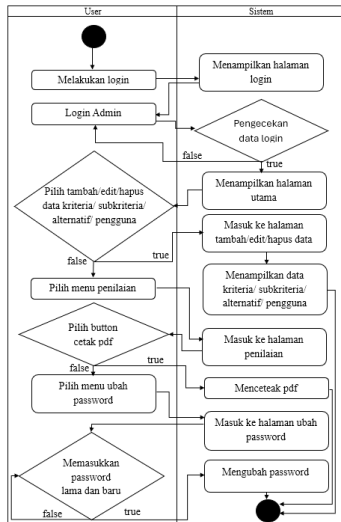 User
Sistem
Melakukan login
Menampilkan halaman
login
Login Admin
Pengecekan
data login
false
true
Menampilkan halaman
utama
Pilih tambah/edit/hapus
data kriteria/ subkriteria/
alternatif/ pengguna
Masuk ke halaman
tambah/edit/hapus data
false
true
Menampilkan data
kriteria/ subkriteria/
alternatif/ pengguna
Pilih menu penilaian
Masuk ke halaman
penilaian
Pilih button
cetak pdf
false
true
Menceteak pdf
Pilih menu ubah
password
Masuk ke halaman ubah
password
Memasukkan
password
lama dan baru
Mengubah password
false
true